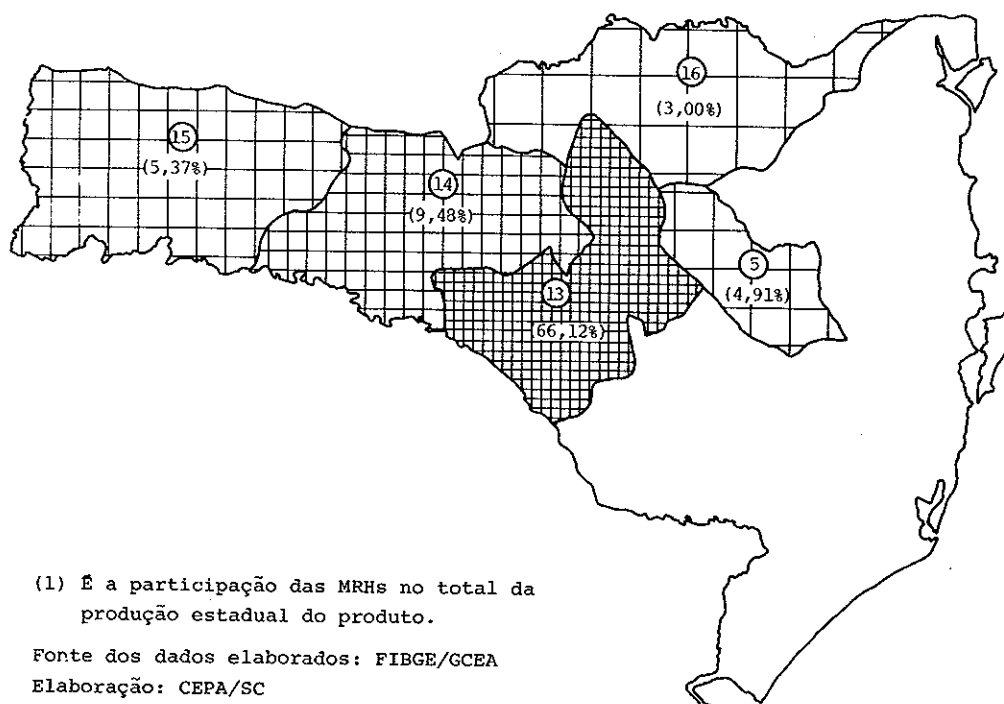 16
(3,00%)
15
(5,37%)
14
(9,48%)
5
(4,91%)
13
(66,12%)
(1) É a participação das MRHs no total da
produção estadual do produto.
Fonte dos dados elaborados: FIBGE/GCEA
Elaboração: CEPA/SC